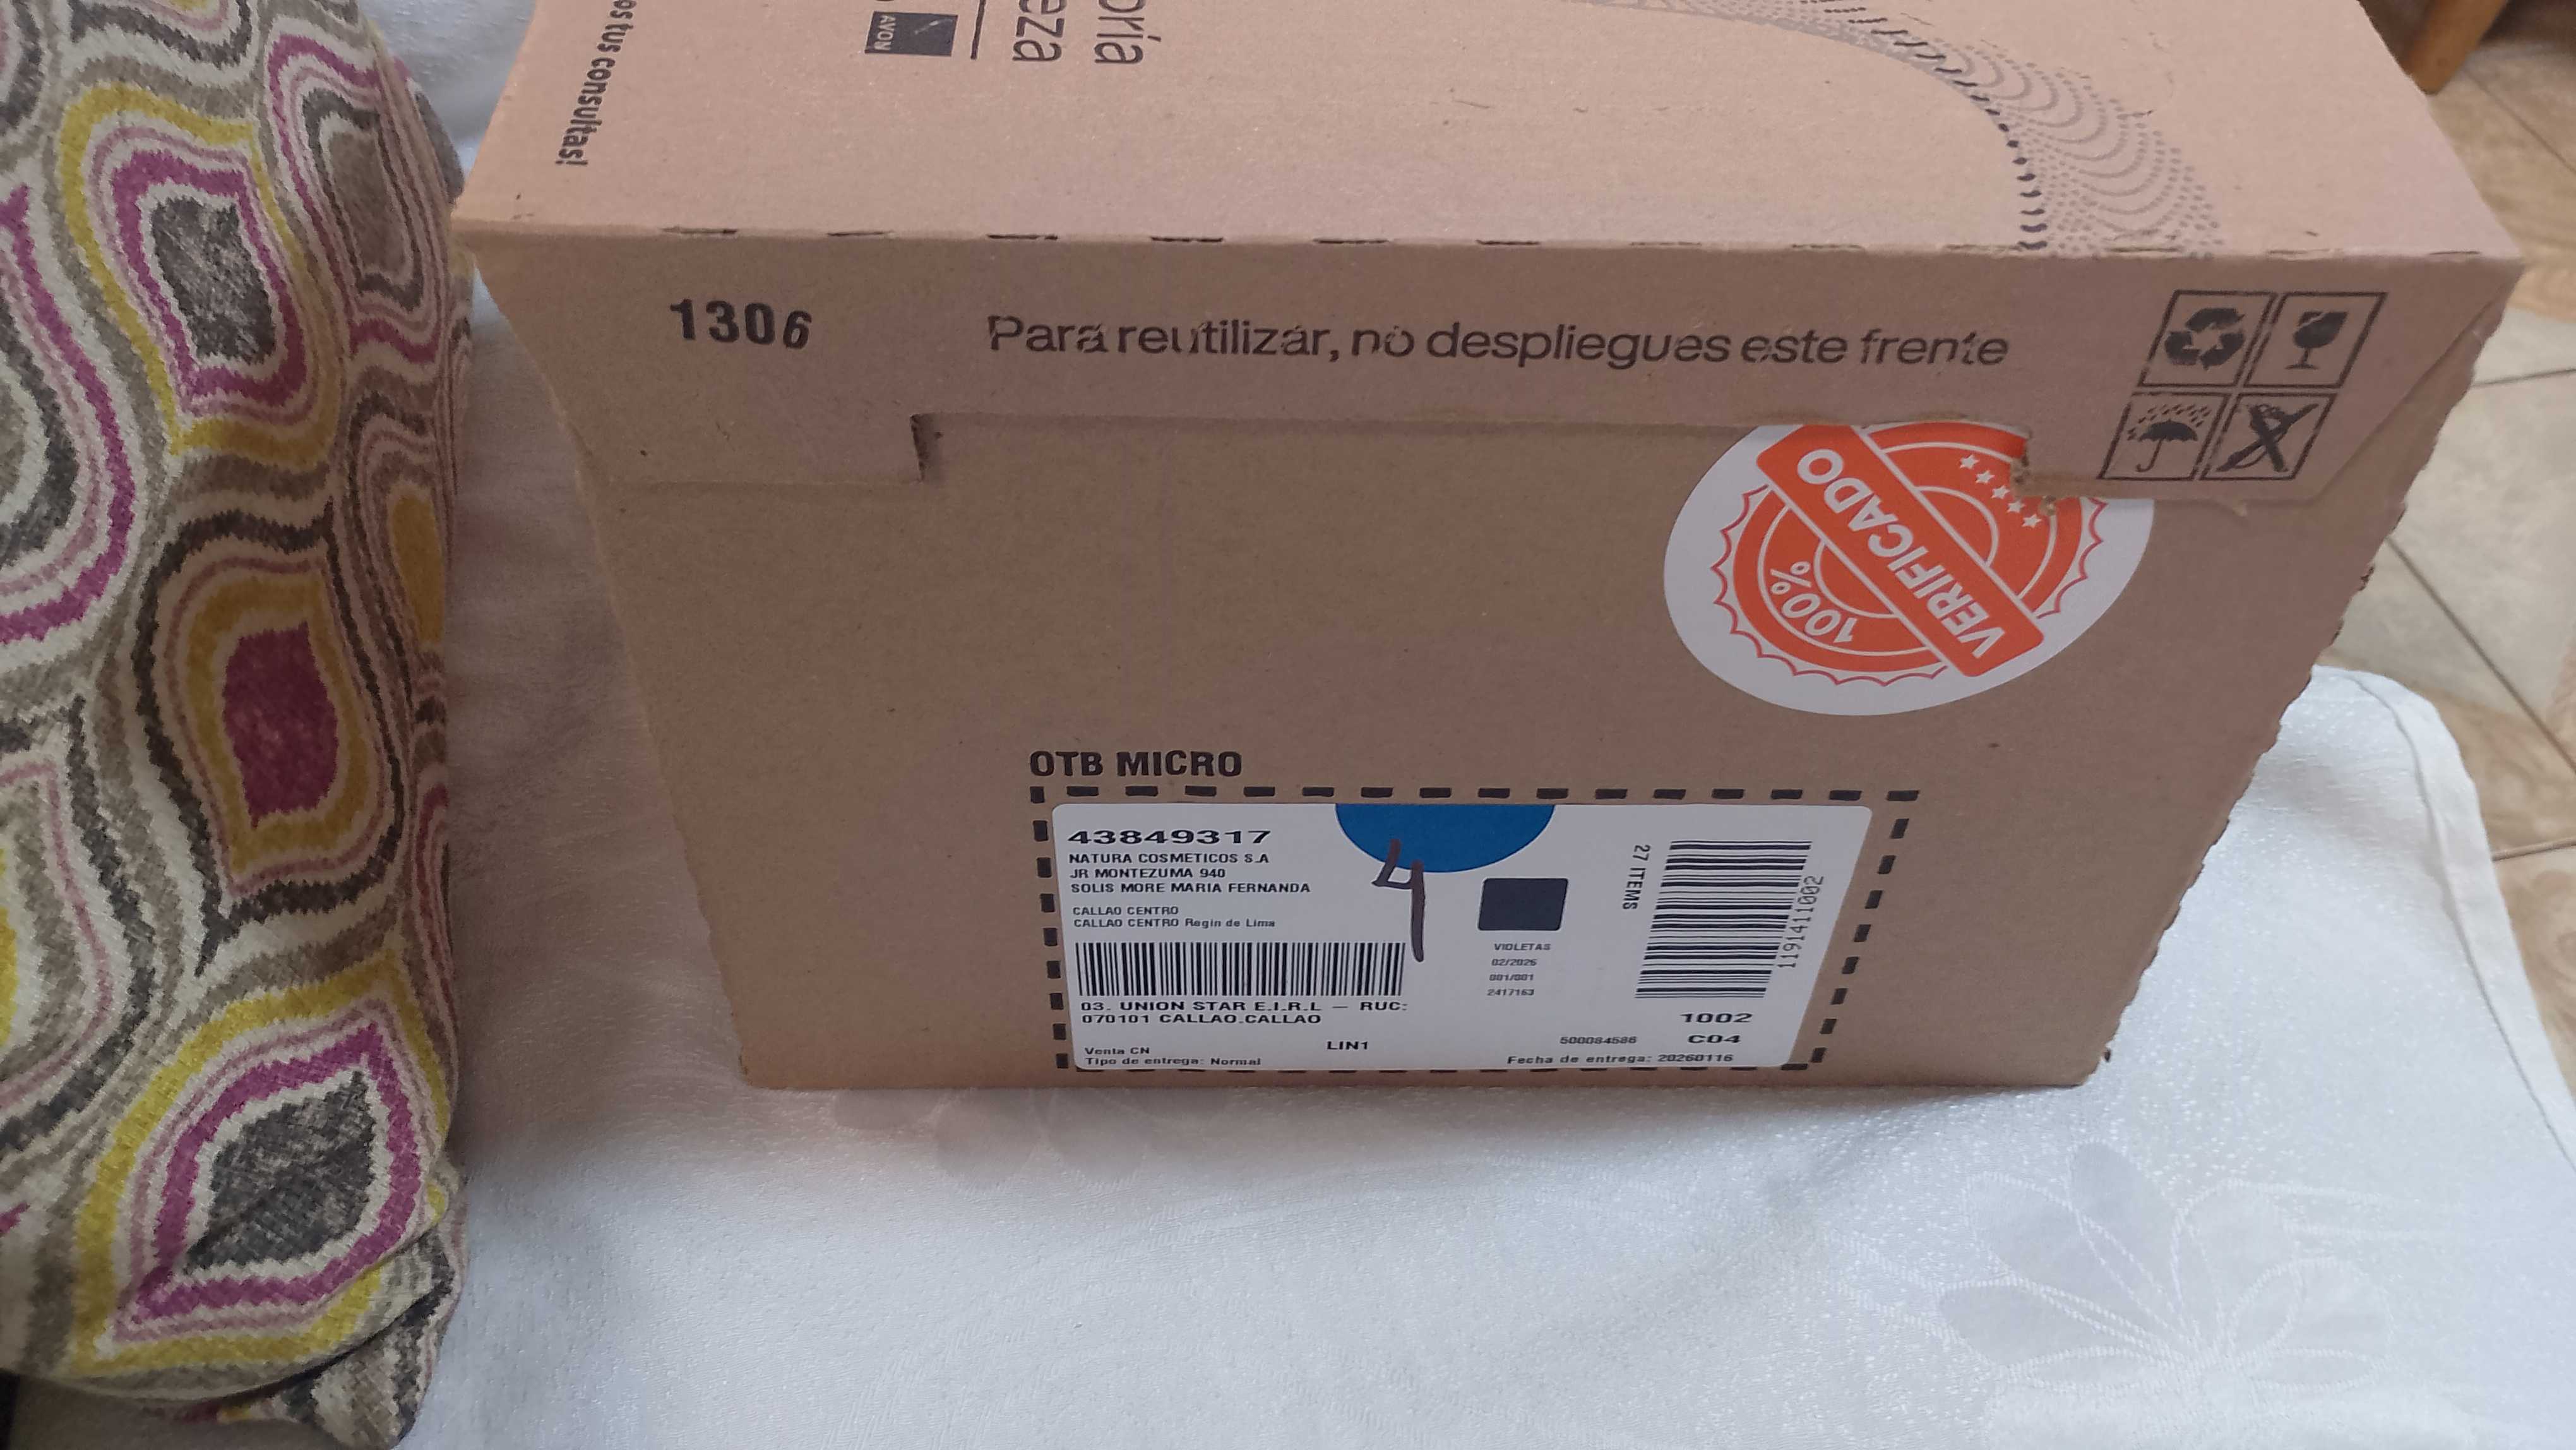 os tus consultas!
AVON
eza
oría
1306
Para reutilizar, no despliegues este frente
100%
VERIFICADO
OTB MICRO
43849317
NATURA COSMETICOS S.A
JR MONTEZUMA 940
SOLIS MORE MARIA FERNANDA
CALLAO CENTRO
CALLAO CENTRO Regin de Lima
4
03. UNION STAR E.I.R.L — RUC:
070101 CALLAO.CALLAO
Venta CN
Tipo de entrega: Normal
LIN1
VIOLETAS
02/2026
001/001
2417163
27 ITEMS
1191411002
1002
500084586 C04
Fecha de entrega: 20260116